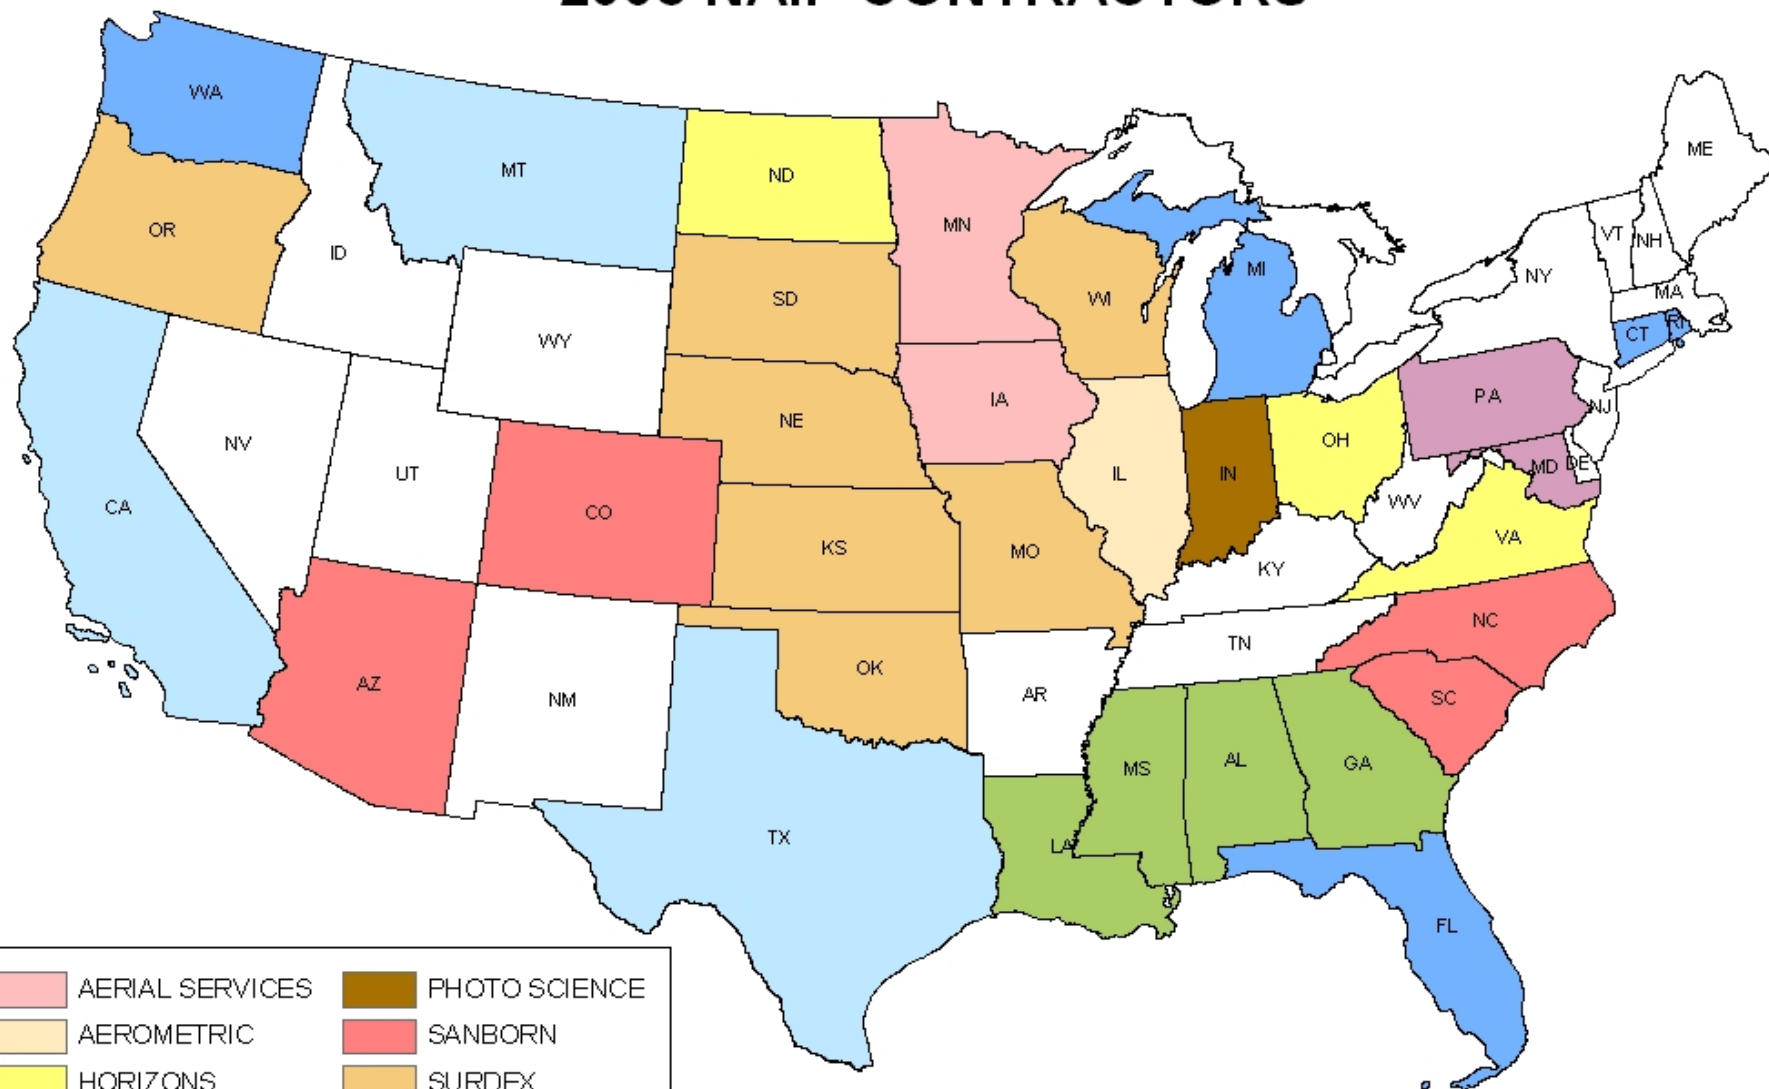 WA
MT
ND
MN
ME
OR
ID
SD
WI
MI
VT
NH
NY
MA
CT
RI
WY
NE
IA
PA
NJ
NV
UT
CO
KS
MO
IL
IN
OH
MD
DE
WV
VA
CA
KY
NC
AZ
NM
OK
AR
TN
SC
TX
MS
AL
GA
LA
FL
AERIAL SERVICES
PHOTO SCIENCE
AEROMETRIC
SANBORN
HORIZONS
SURDEX